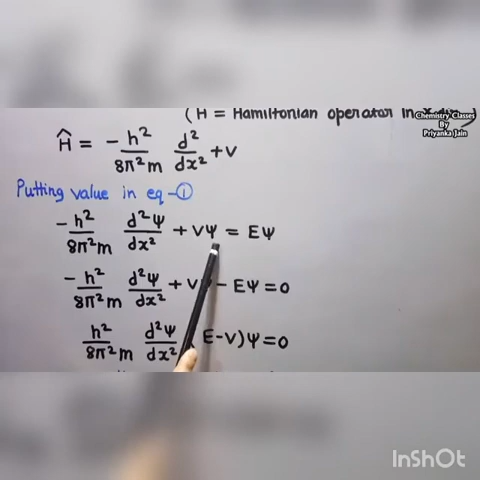 (H = Hamiltonian operator in
Chemistry Classes
By
Priyanka Jain
Ĥ = -h²/8π²m d²/dx² + V
Putting value in eq-①
-h²/8π²m d²Ψ/dx² + VΨ = EΨ
-h²/8π²m d²Ψ/dx² + V - EΨ = 0
h²/8π²m d²Ψ/dx² E-V)Ψ = 0
InShOt